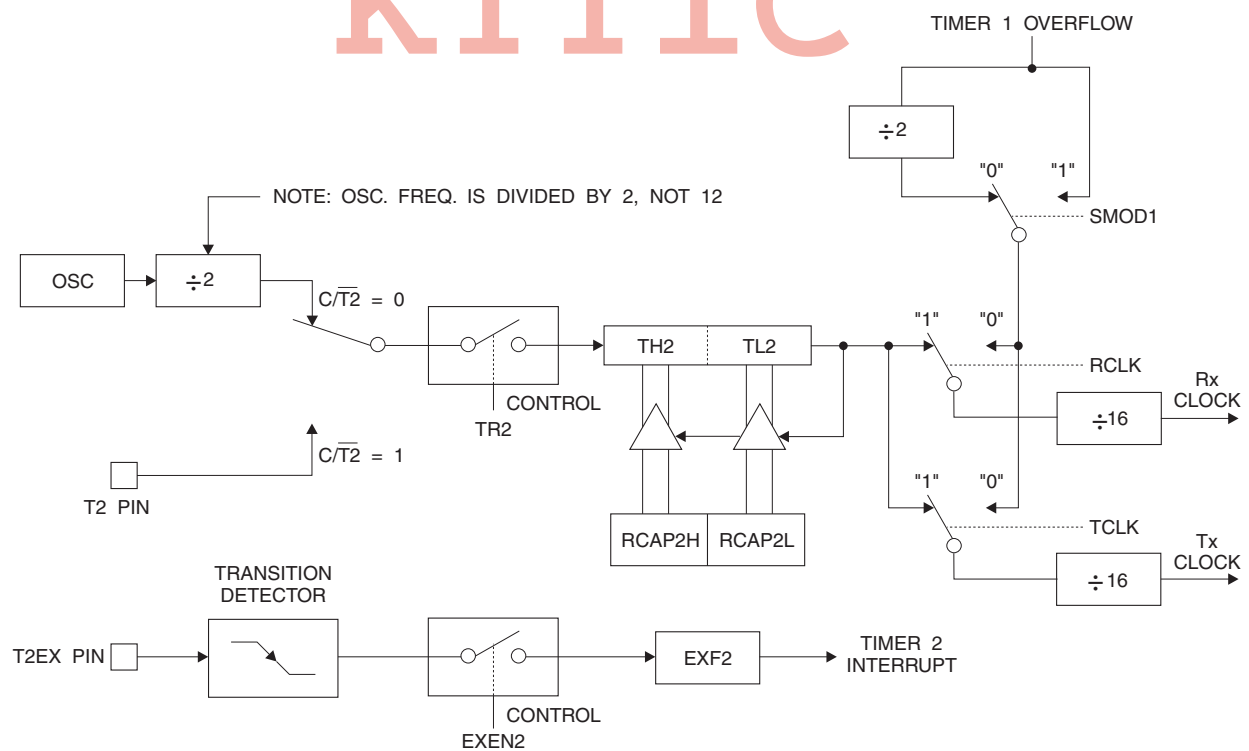 TIMER 1 OVERFLOW
÷2
"0" "1"
SMOD1
NOTE: OSC. FREQ. IS DIVIDED BY 2, NOT 12
OSC
÷2
C/T2 = 0
TH2 TL2
"1" "0"
RCLK
Rx
CLOCK
÷16
CONTROL
TR2
C/T2 = 1
T2 PIN
"1" "0"
TCLK
RCAP2H RCAP2L
Tx
CLOCK
÷16
TRANSITION
DETECTOR
T2EX PIN
EXF2
TIMER 2
INTERRUPT
CONTROL
EXEN2